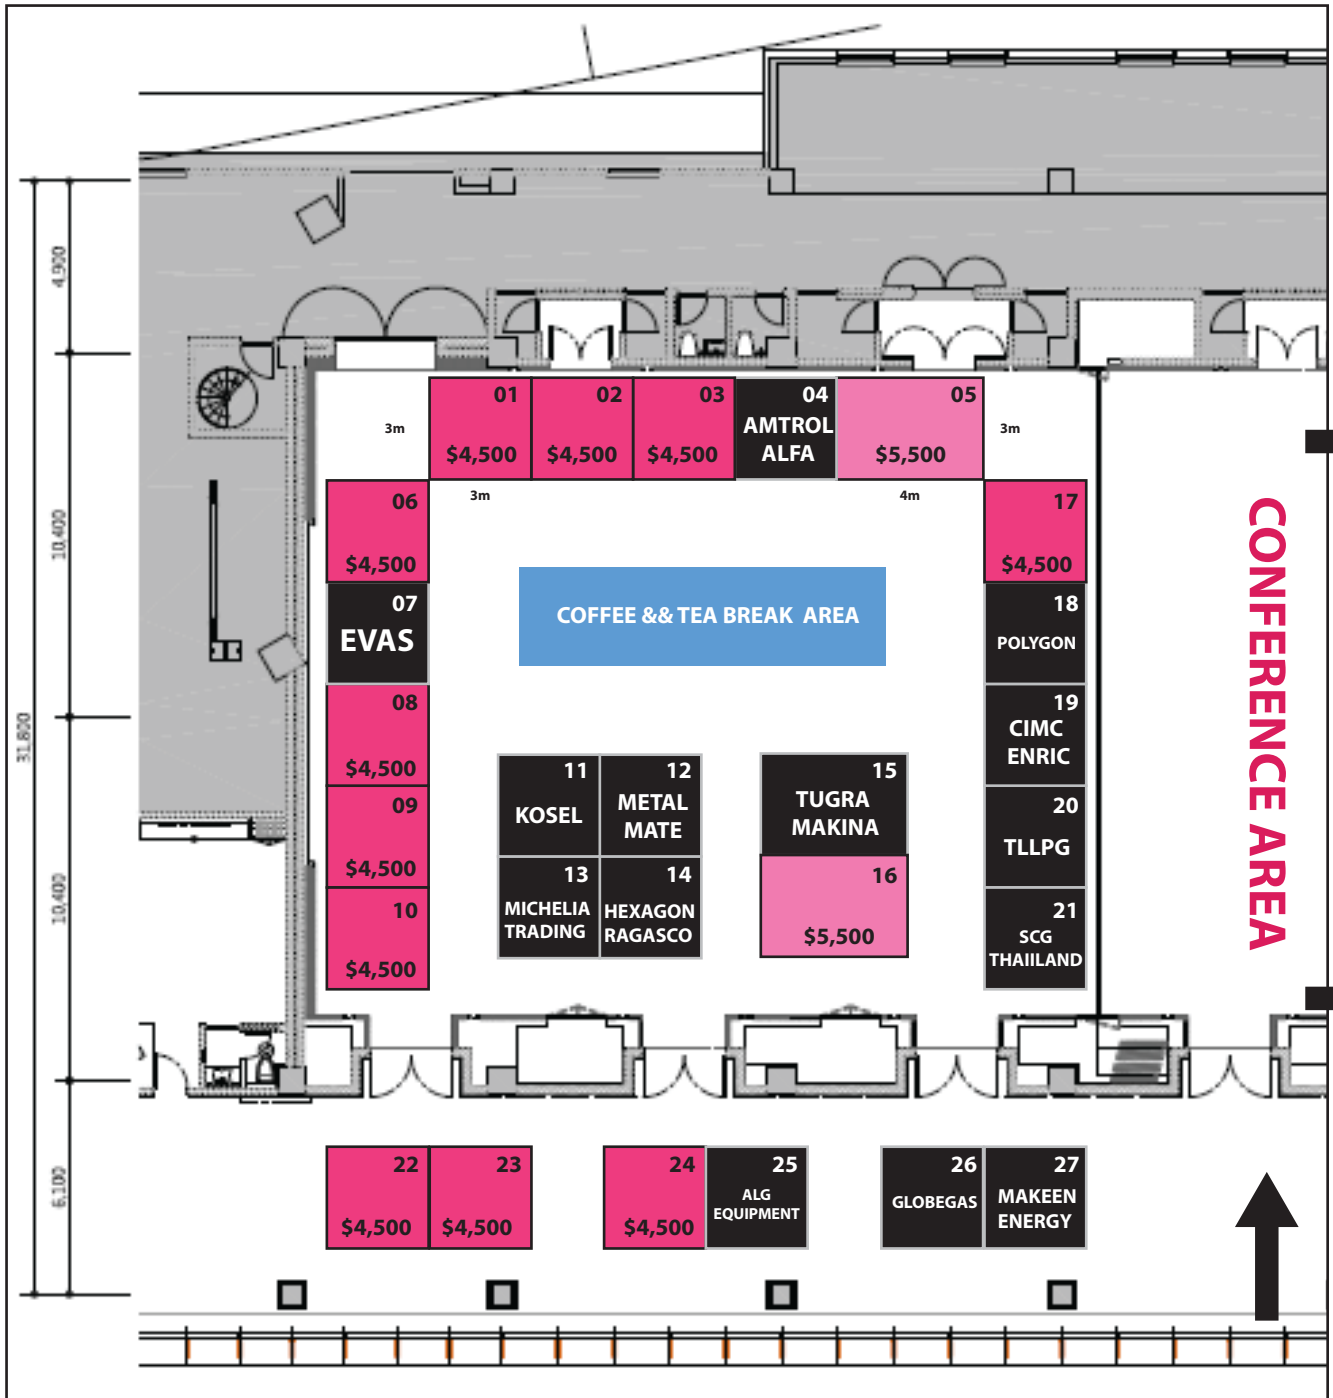 4.900
10.400
31.800
10.400
6.100
3m
01
$4,500
02
$4,500
03
$4,500
04
AMTROL
ALFA
05
$5,500
3m
3m
4m
06
$4,500
07
EVAS
08
$4,500
09
$4,500
10
$4,500
COFFEE && TEA BREAK AREA
11
KOSEL
12
METAL
MATE
13
MICHELIA
TRADING
14
HEXAGON
RAGASCO
15
TUGRA
MAKINA
16
$5,500
17
$4,500
18
POLYGON
19
CIMC
ENRIC
20
TLLPG
21
SCG
THAIILAND
CONFERENCE AREA
22
$4,500
23
$4,500
24
$4,500
25
ALG
EQUIPMENT
26
GLOBEGAS
27
MAKEEN
ENERGY